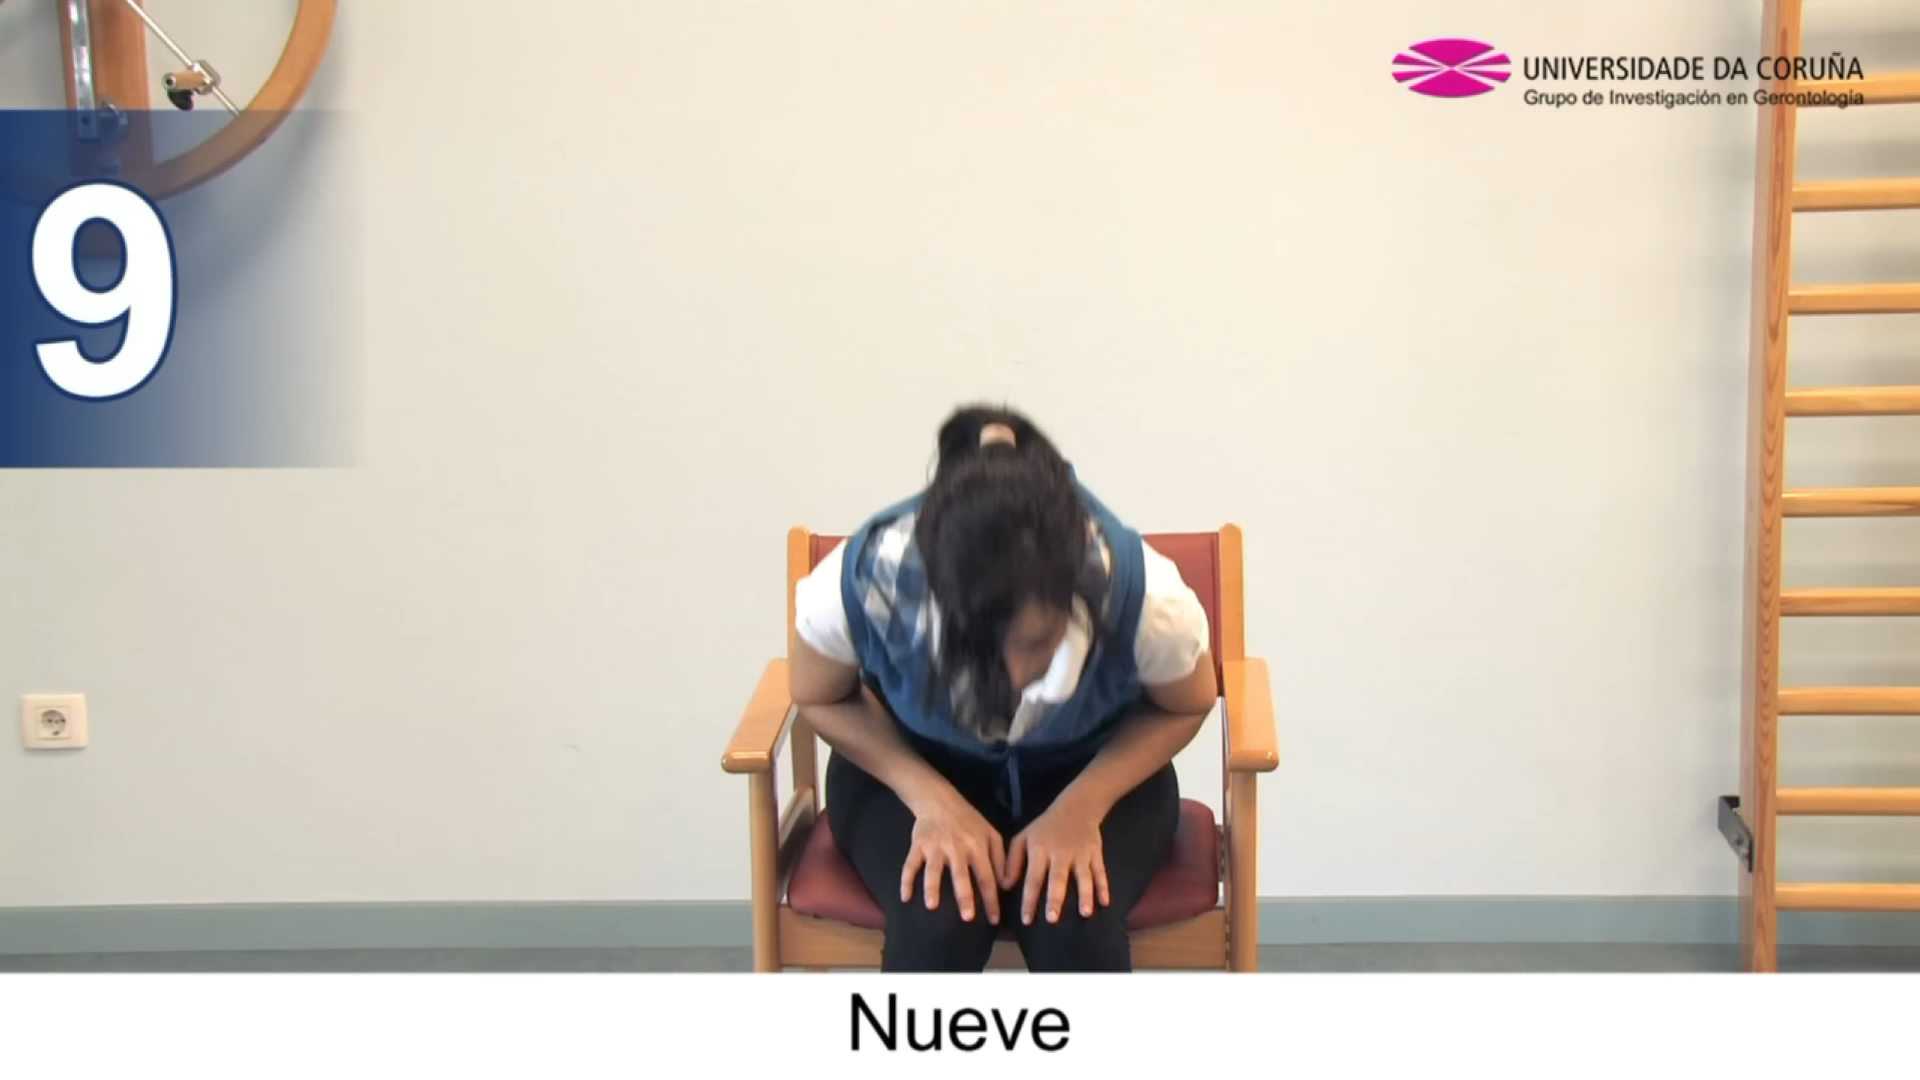 UNIVERSIDADE DA CORUÑA
Grupo de Investigación en Gerontología
9
Nueve